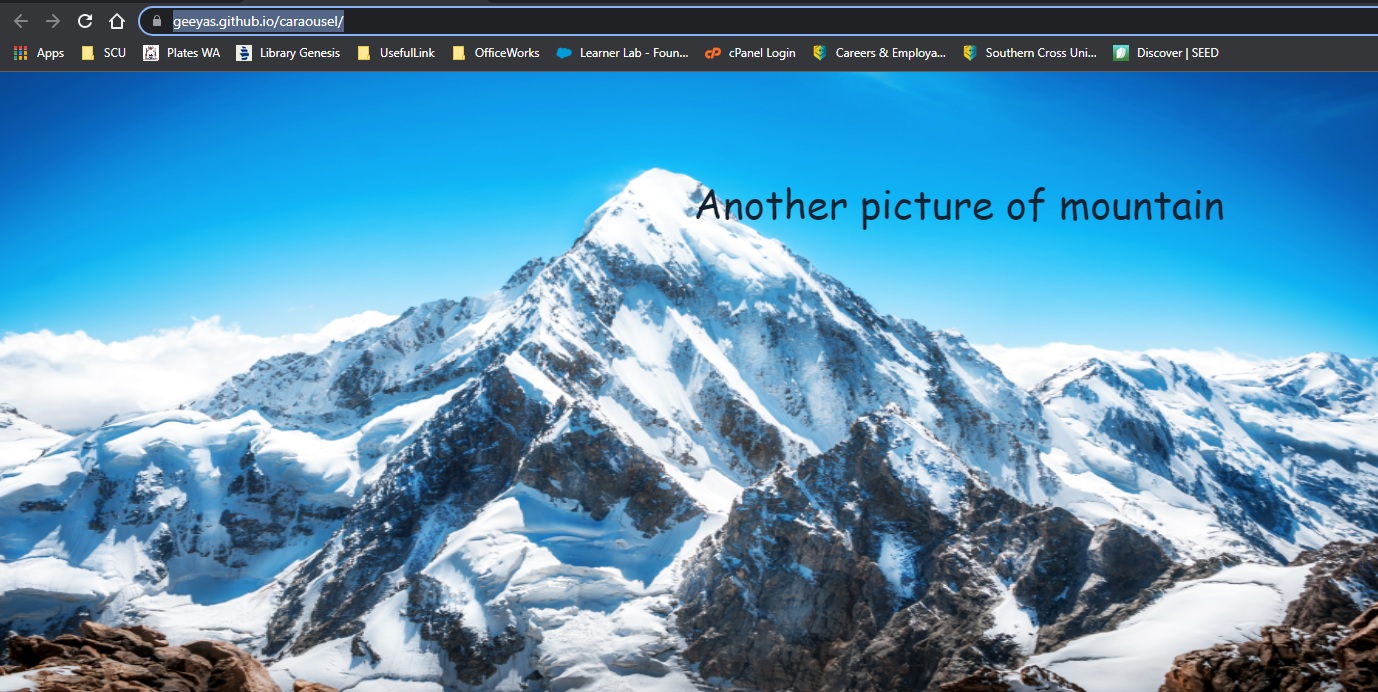 geeyas.github.io/caraousel/
Apps SCU Plates WA Library Genesis UsefulLink OfficeWorks Learner Lab - Foun... cPanel Login Careers & Employa... Southern Cross Uni... Discover | SEED
Another picture of mountain